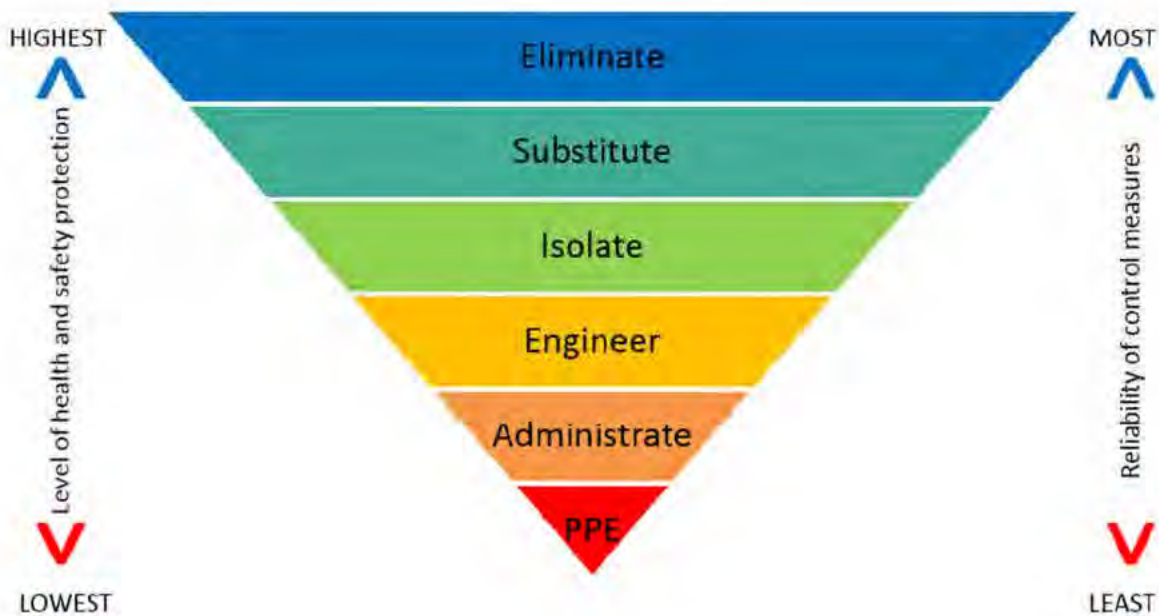 HIGHEST
MOST
Level of health and safety protection
Reliability of control measures
Eliminate
Substitute
Isolate
Engineer
Administrate
PPE
LOWEST
LEAST